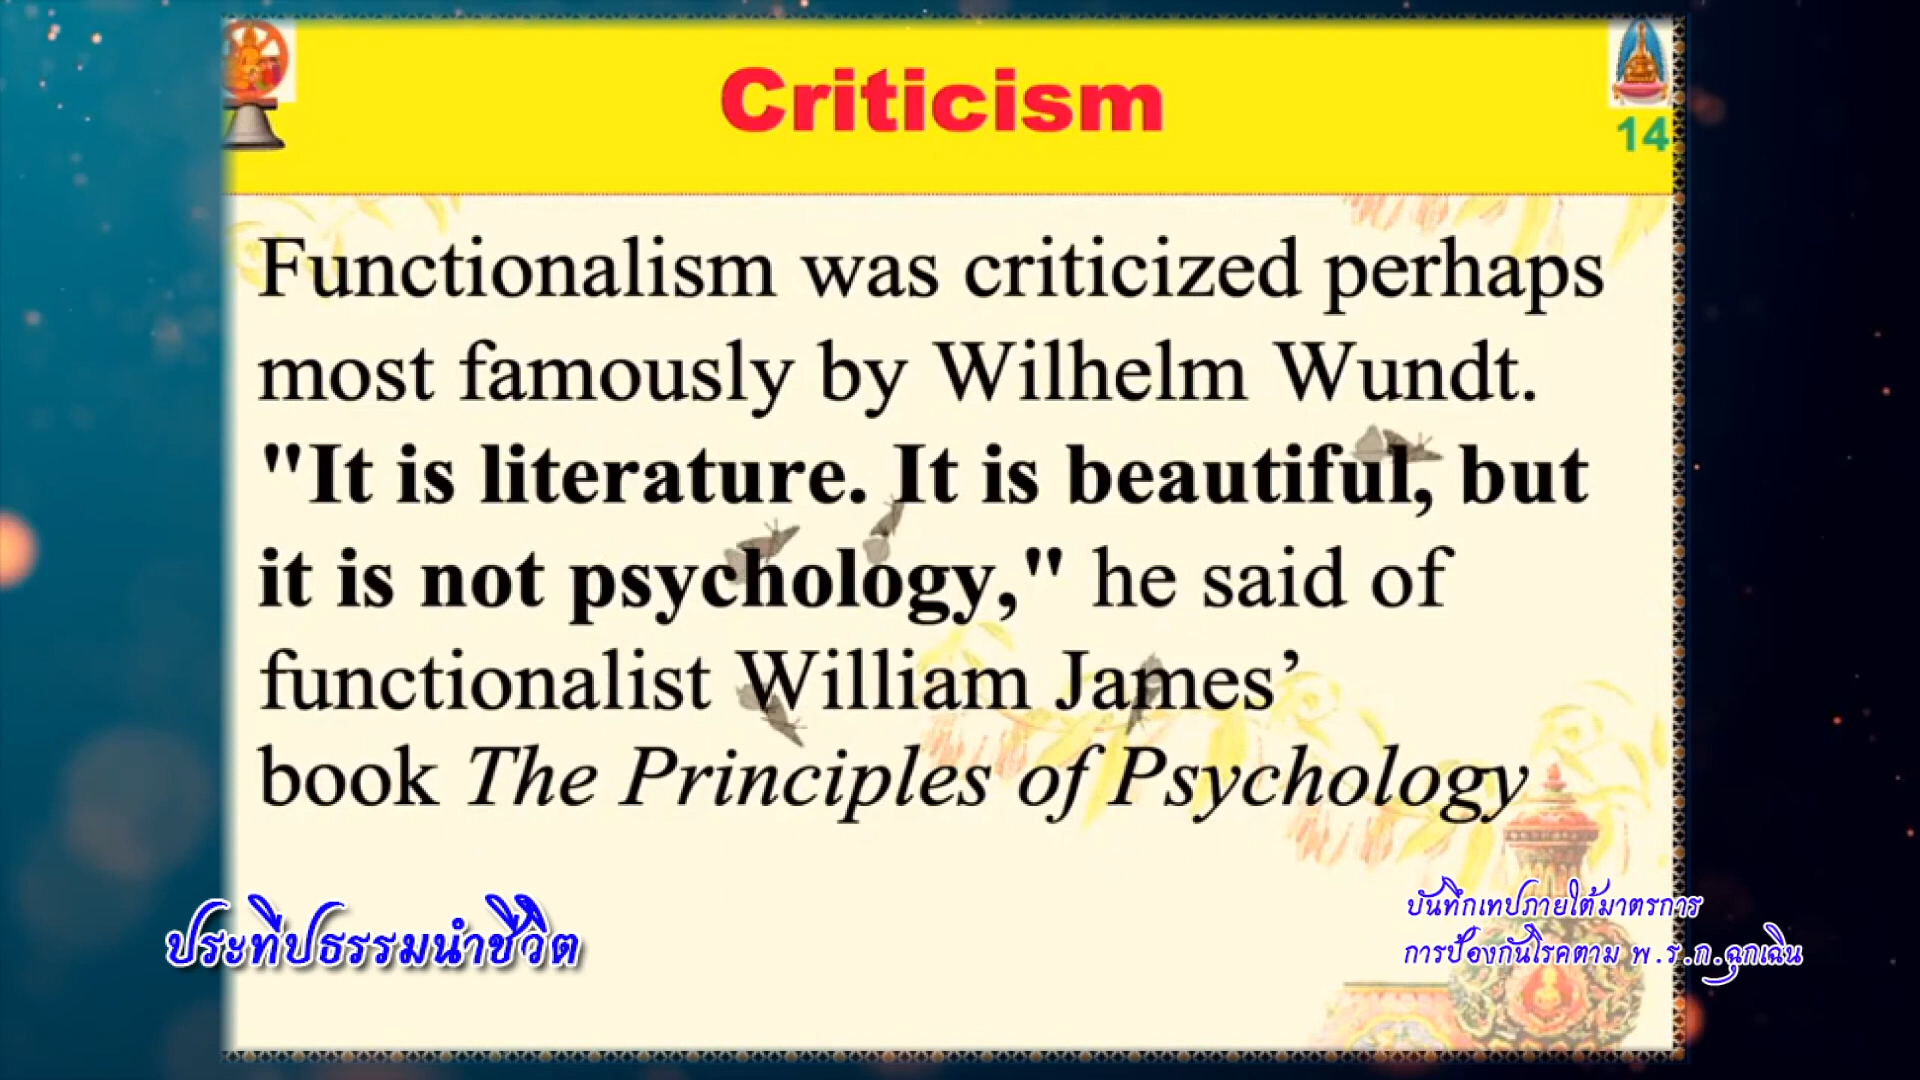 Criticism
14
Functionalism was criticized perhaps
most famously by Wilhelm Wundt.
"It is literature. It is beautiful, but
it is not psychology," he said of
functionalist William James’
book The Principles of Psychology
ประทีปธรรมนำชีวิต
บันทึกเทปภายใต้มาตรการ
การป้องกันโรคตาม พ.ร.ก.ฉุกเฉิน